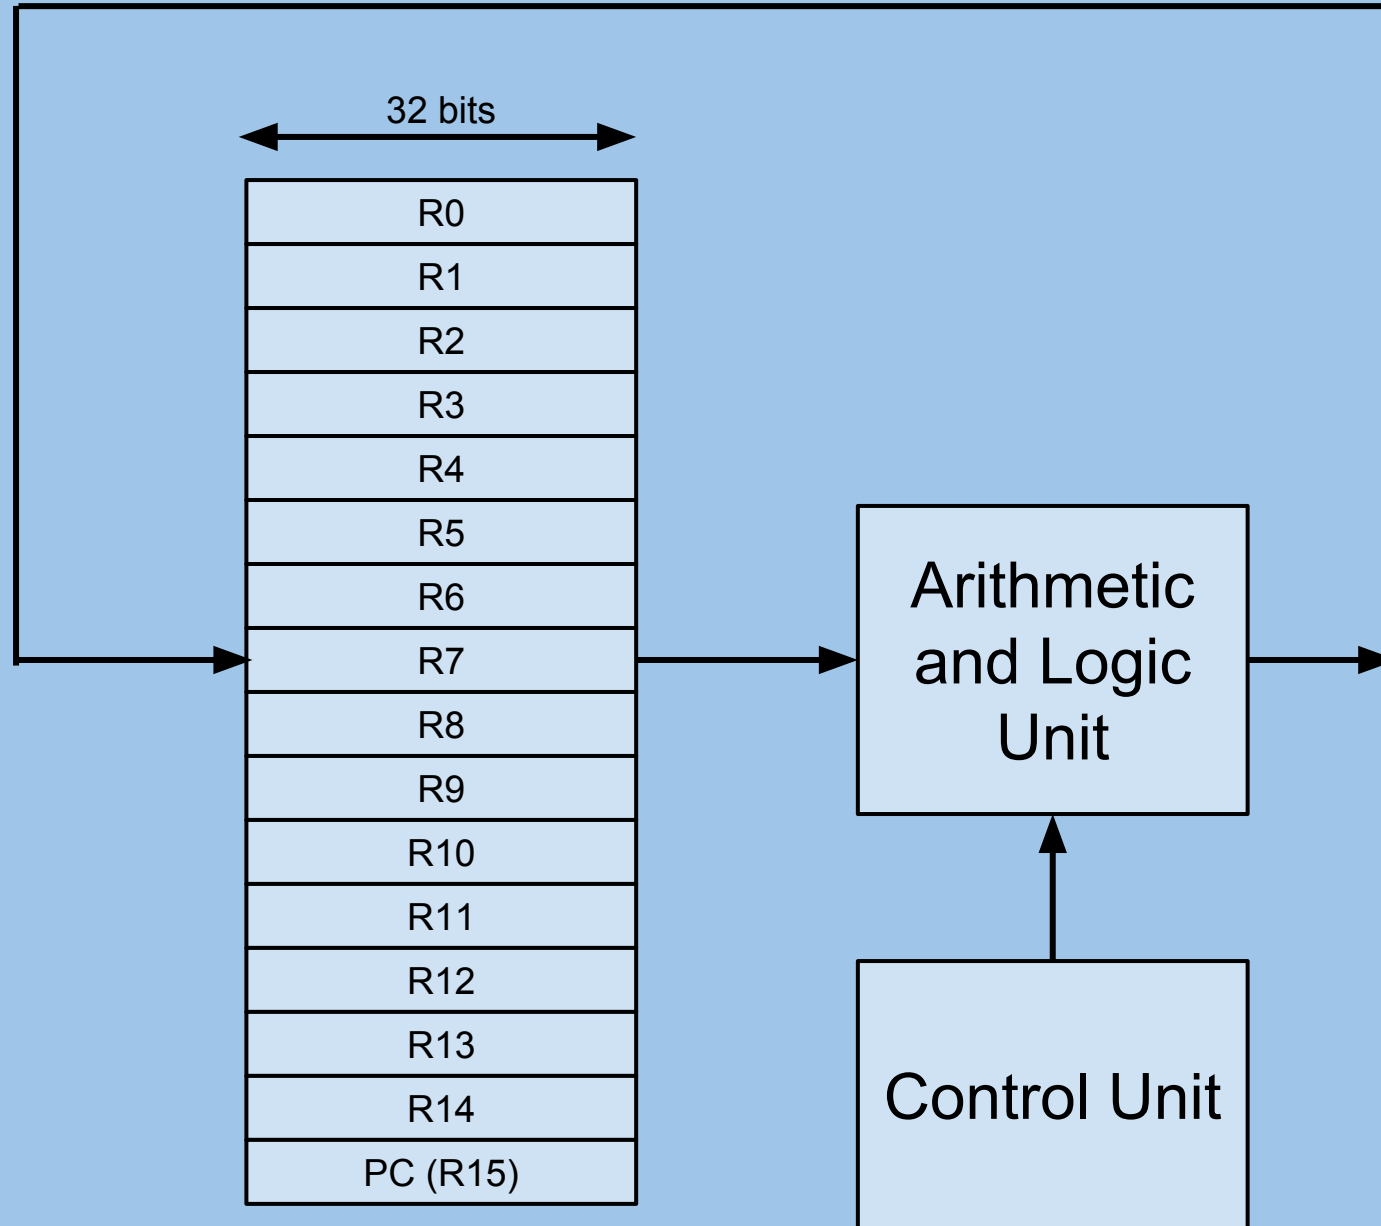 32 bits
R0
R1
R2
R3
R4
R5
R6
R7
R8
R9
R10
R11
R12
R13
R14
PC (R15)
Arithmetic
and Logic
Unit
Control Unit